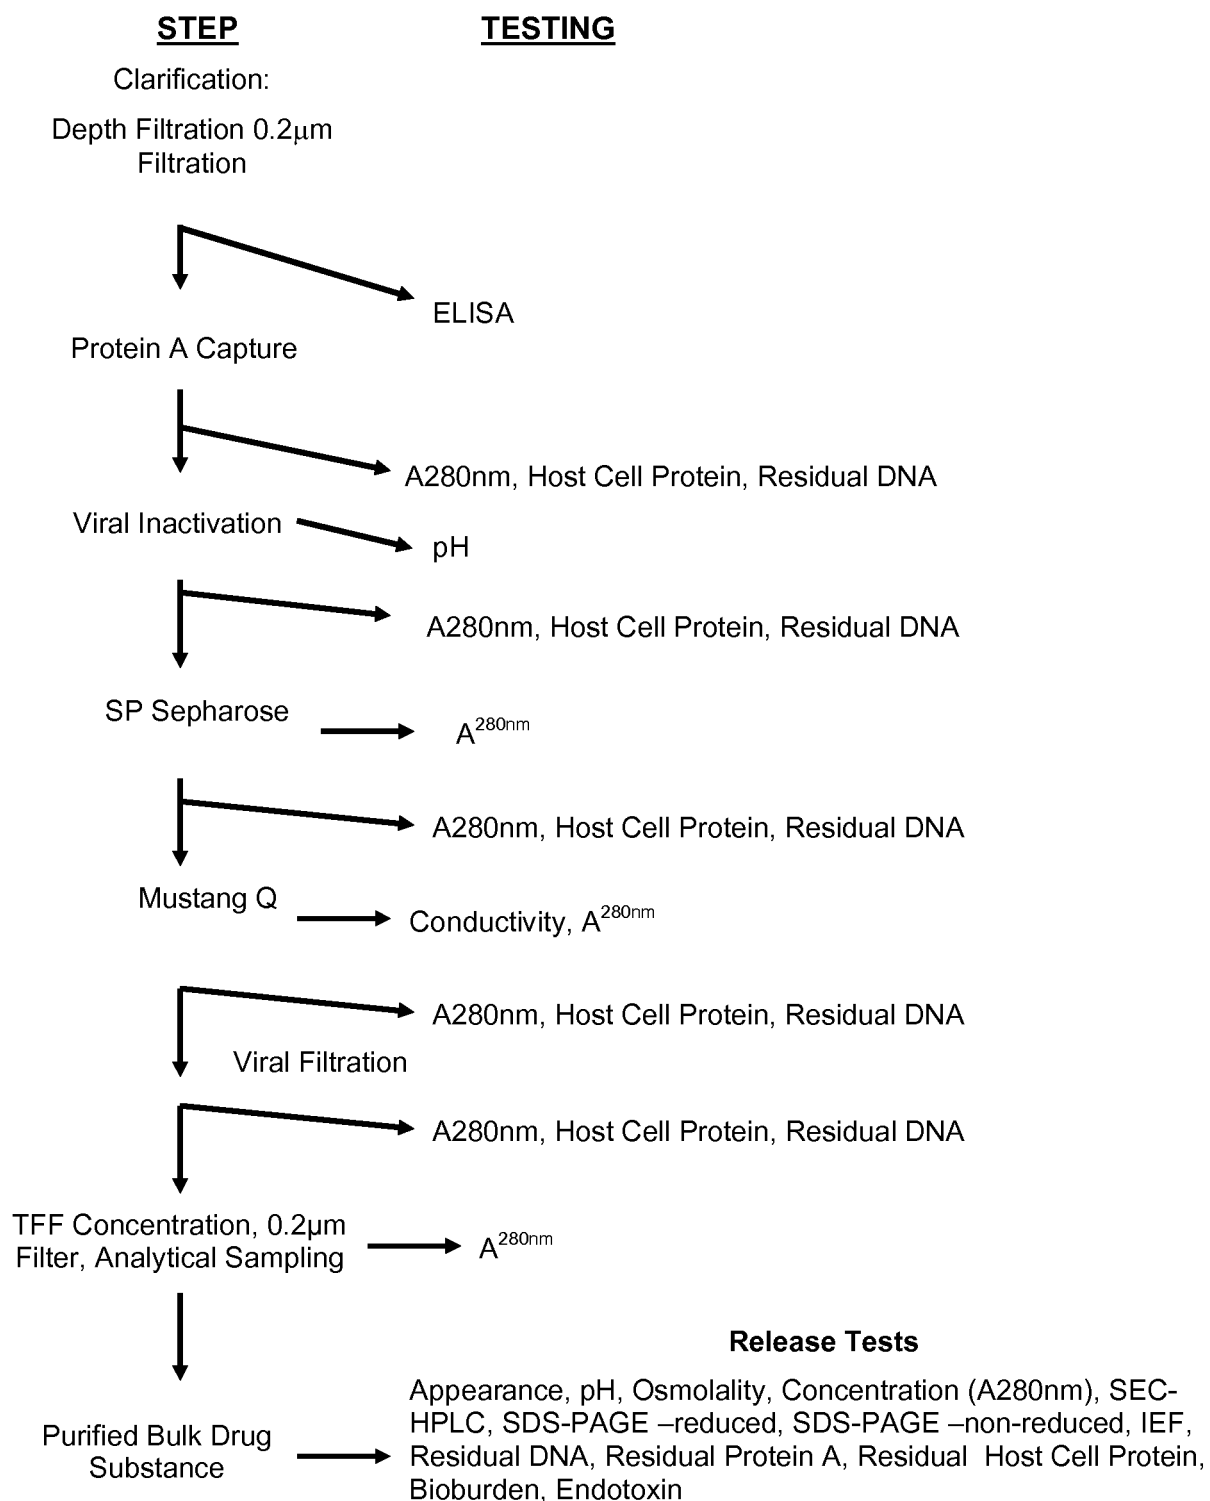 STEP TESTING
Clarification:
Depth Filtration 0.2μm
Filtration
ELISA
Protein A Capture
A280nm, Host Cell Protein, Residual DNA
Viral Inactivation
pH
A280nm, Host Cell Protein, Residual DNA
SP Sepharose
A280nm
A280nm, Host Cell Protein, Residual DNA
Mustang Q
Conductivity, A280nm
A280nm, Host Cell Protein, Residual DNA
Viral Filtration
A280nm, Host Cell Protein, Residual DNA
TFF Concentration, 0.2μm
Filter, Analytical Sampling
A280nm
Release Tests
Appearance, pH, Osmolality, Concentration (A280nm), SEC-
HPLC, SDS-PAGE –reduced, SDS-PAGE –non-reduced, IEF,
Residual DNA, Residual Protein A, Residual Host Cell Protein,
Bioburden, Endotoxin
Purified Bulk Drug
Substance